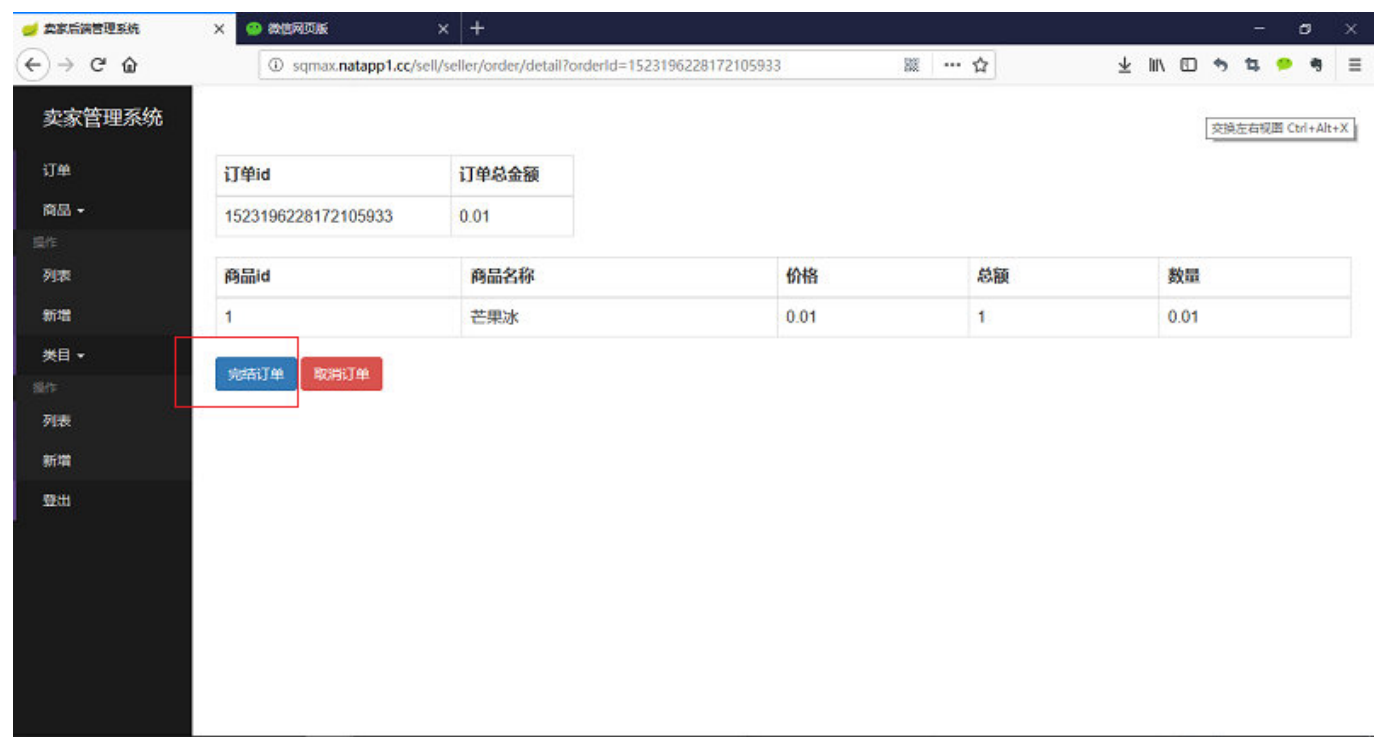 卖家后端管理系统 微信网页版
sqmax.natapp1.cc/sell/seller/order/detail?orderId=1523196228172105933
卖家管理系统
交换左右视图 Ctrl+Alt+X
订单
商品
操作
列表
新增
类目
操作
列表
新增
登出
订单id 订单总金额
1523196228172105933 0.01
商品id 商品名称 价格 总额 数量
1 芒果冰 0.01 1 0.01
完结订单 取消订单